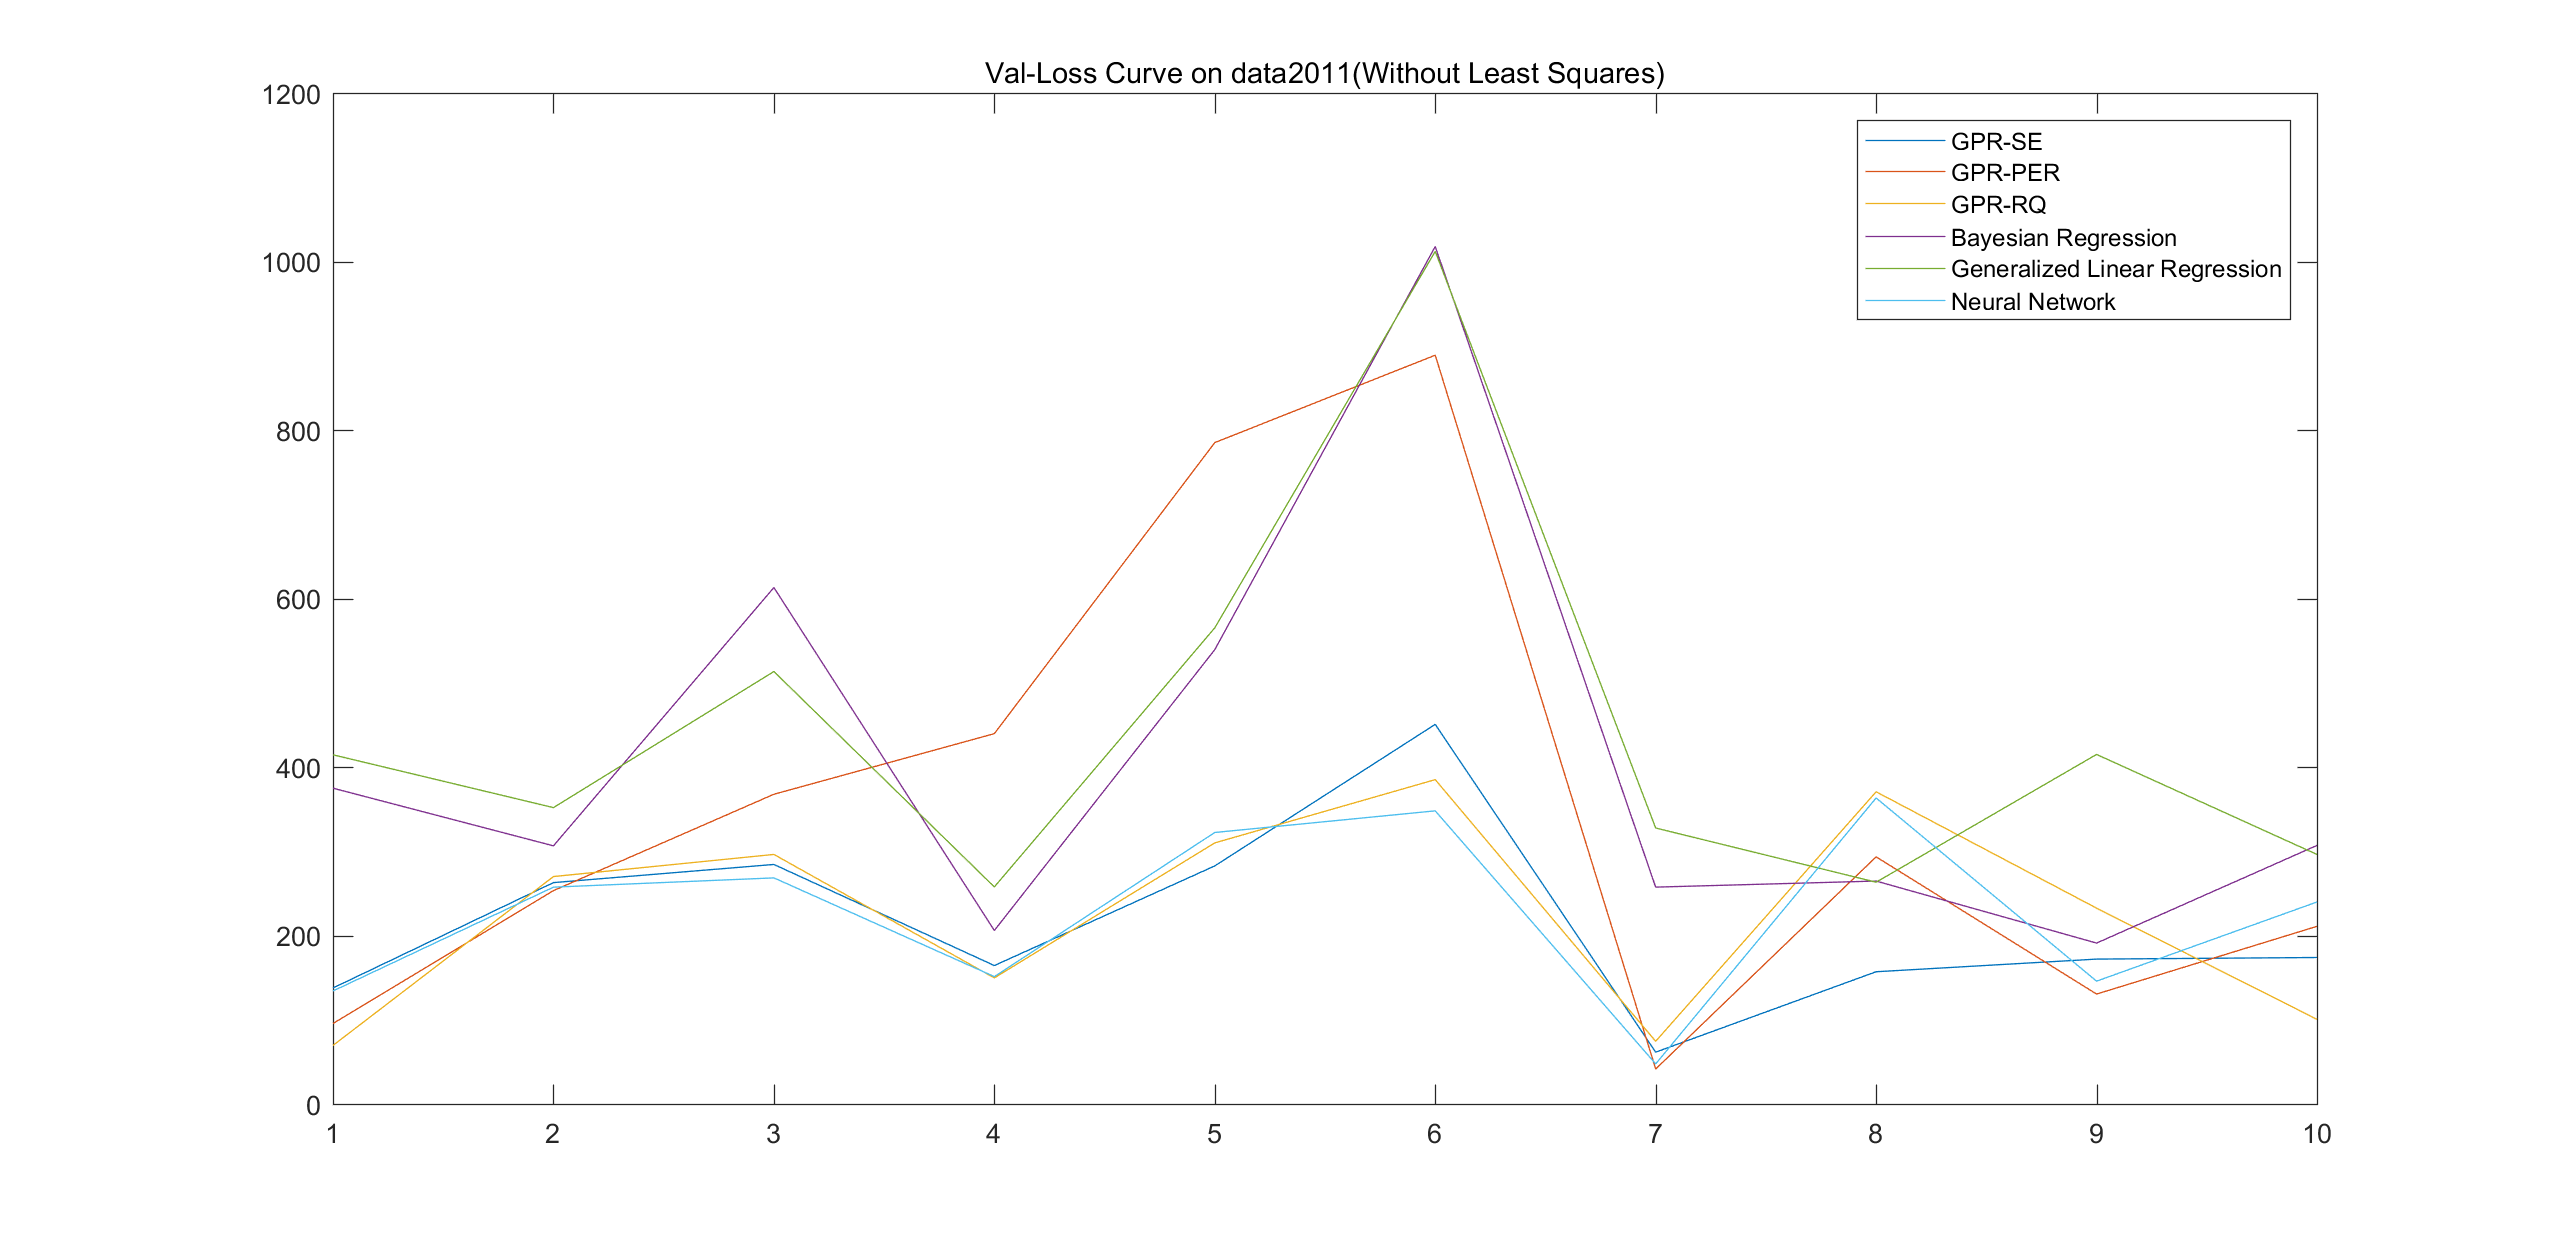 Val-Loss Curve on data2011(Without Least Squares)
1200
1000
800
600
400
200
0
GPR-SE
GPR-PER
GPR-RQ
Bayesian Regression
Generalized Linear Regression
Neural Network
1 2 3 4 5 6 7 8 9 10